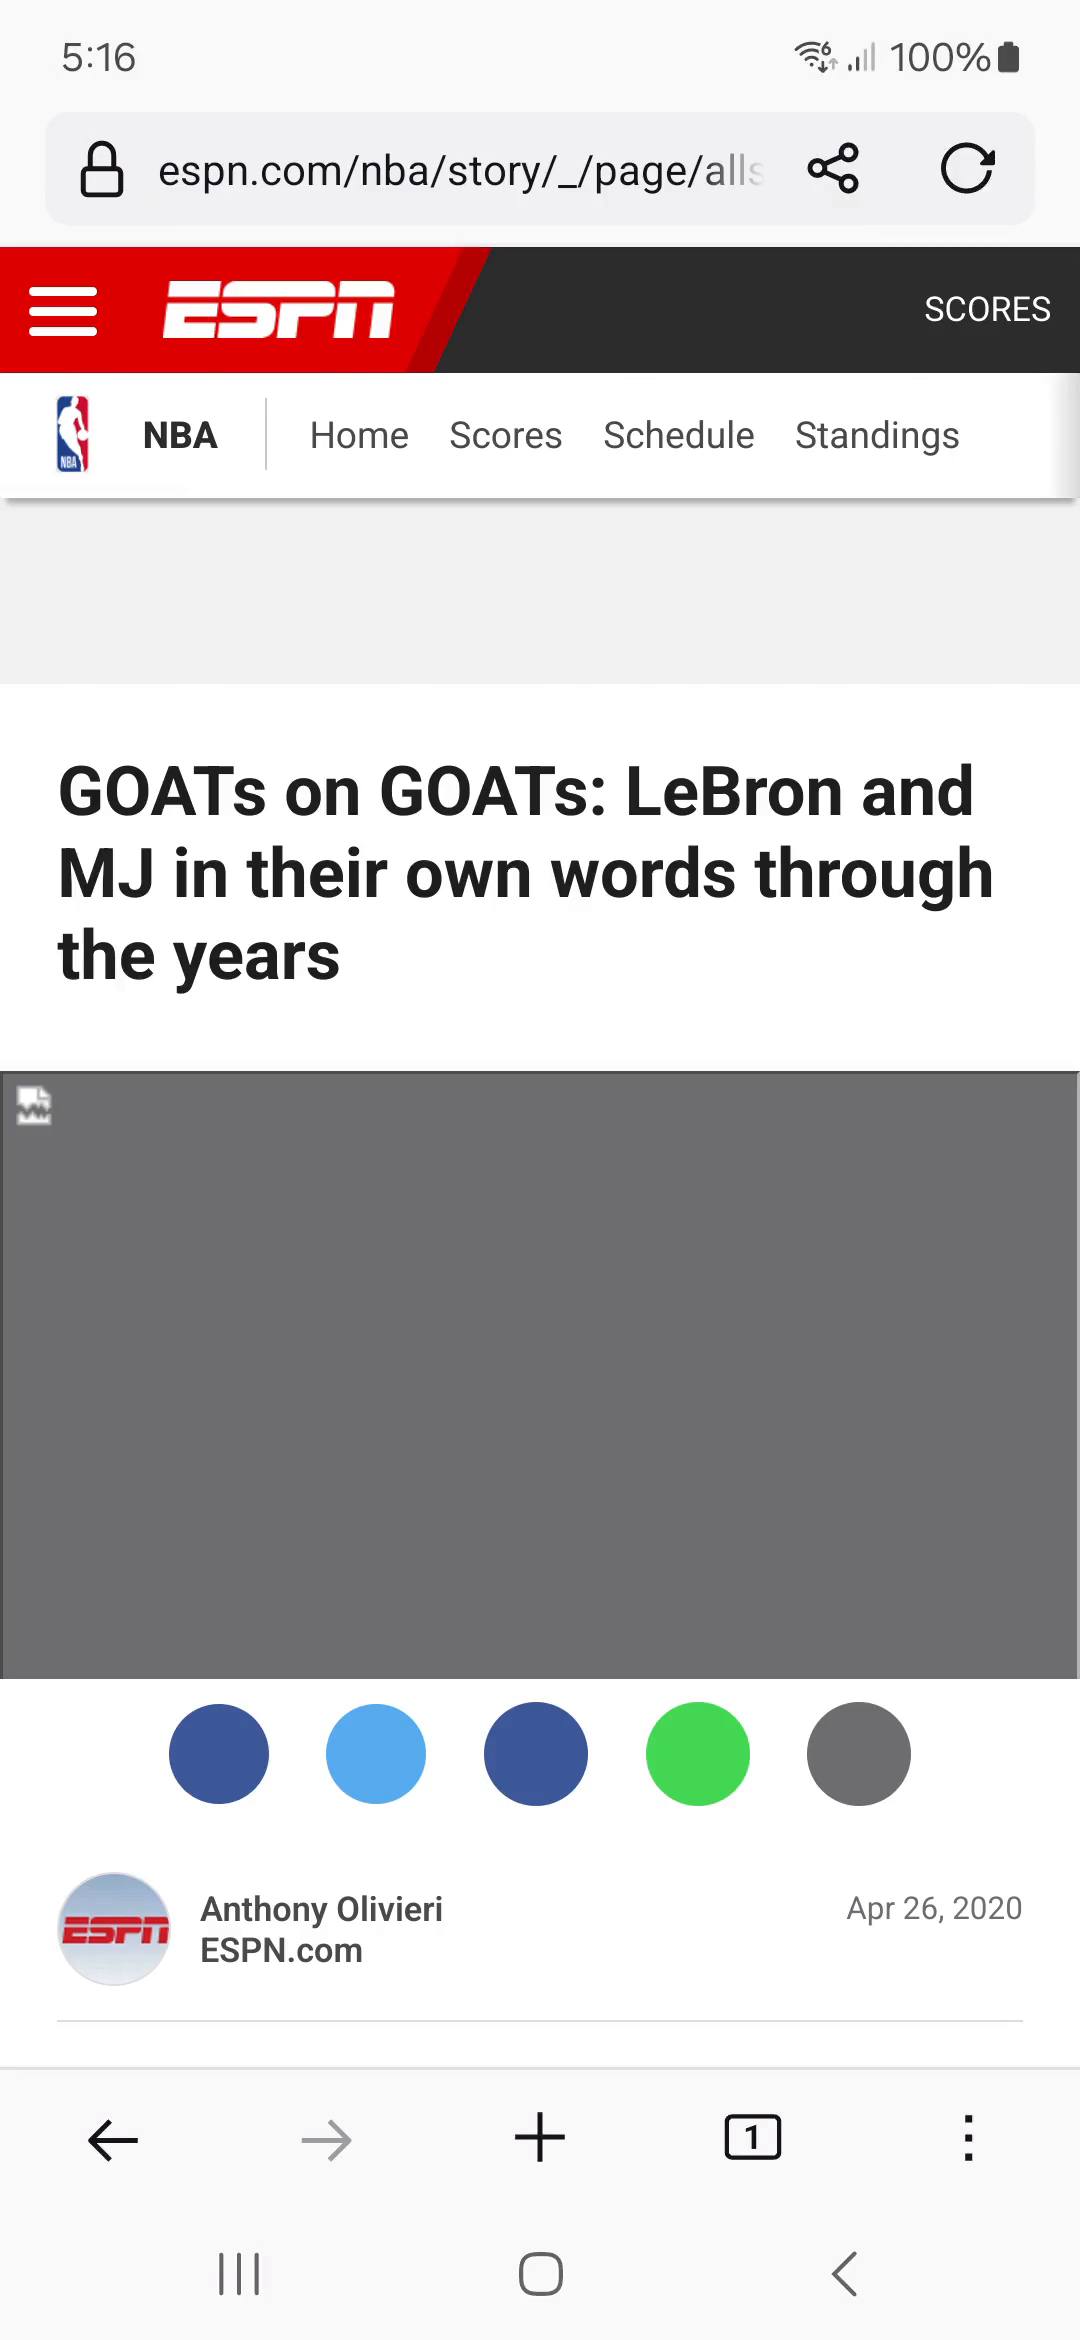 5:16
6
100%
espn.com/nba/story/_/page/alls
ESPN
SCORES
NBA
NBA
Home
Scores
Schedule
Standings
GOATs on GOATs: LeBron and
MJ in their own words through
the years
ESPN
Anthony Olivieri
Apr 26, 2020
ESPN.com
1